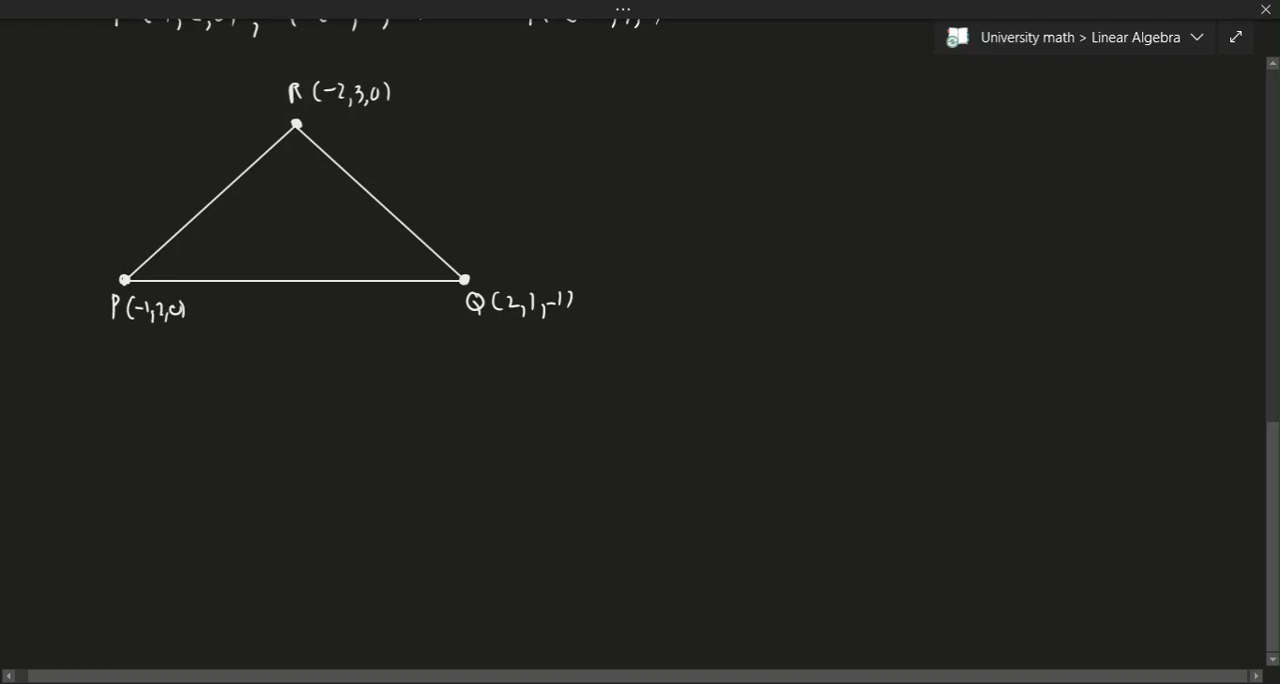 University math > Linear Algebra
R (-2,3,0)
P (-1,2,0)
Q (2,1,-1)